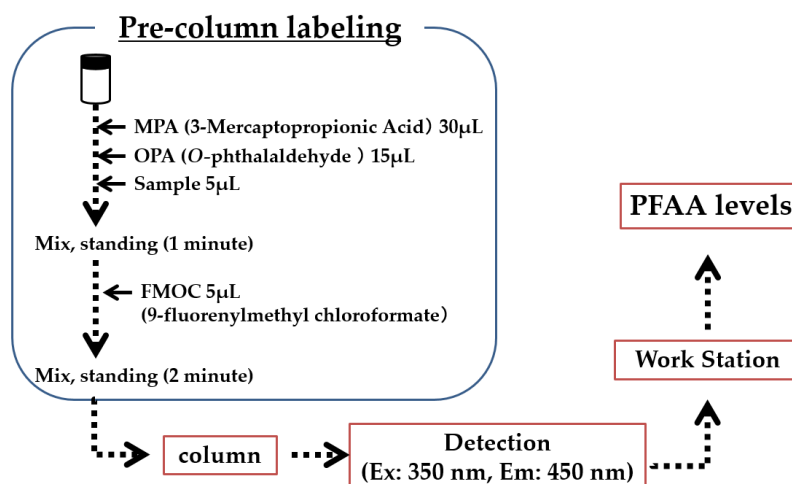 Pre-column labeling
MPA (3-Mercaptopropionic Acid) 30μL
OPA (O-phthalaldehyde ) 15μL
Sample 5μL
Mix, standing (1 minute)
FMOC 5μL
(9-fluorenylmethyl chloroformate)
Mix, standing (2 minute)
column
Detection
(Ex: 350 nm, Em: 450 nm)
Work Station
PFAA levels